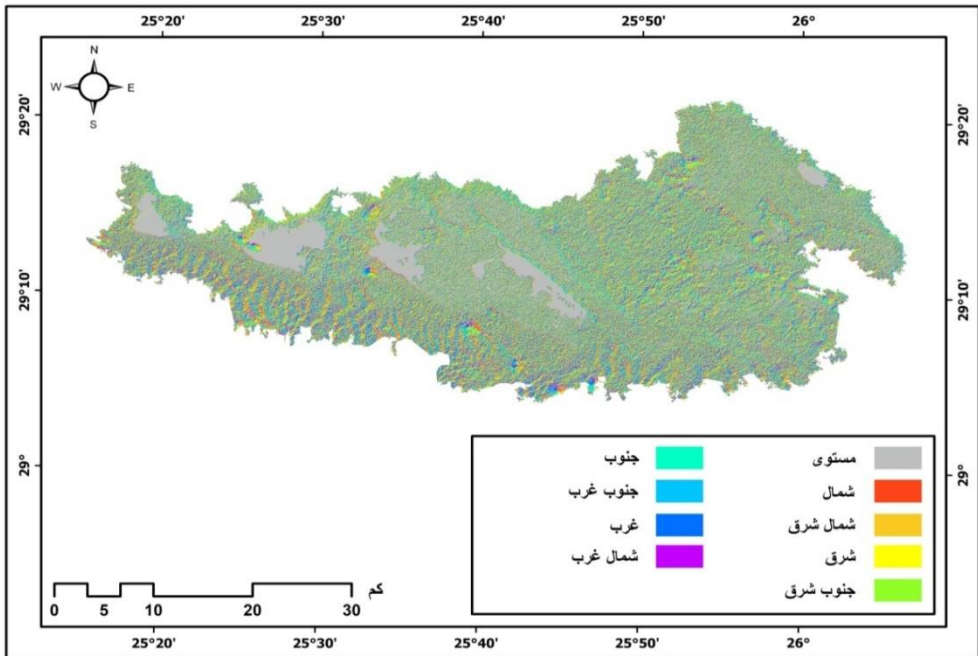 25°20' 25°30' 25°40' 25°50' 26°
N
W E
S
29°20' 29°20'
29°10' 29°10'
29° 29°
مستوى جنوب
شمال جنوب غرب
شمال شرق غرب
شرق شمال غرب
جنوب شرق
كم
0 5 10 20 30
25°20' 25°30' 25°40' 25°50' 26°